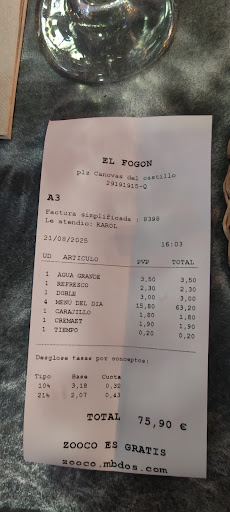 EL FOGON
plz Canovas del castillo
29191915-Q
A3
Factura simplificada : 8398
Le atendio: KAROL
21/08/2025 16:03
UD ARTICULO PVP TOTAL
1 AGUA GRANDE 3,50 3,50
1 REFRESCO 2,30 2,30
1 DOBLE 3,00 3,00
4 MENÚ DEL DIA 15,80 63,20
1 CARAJILLO 1,80 1,80
1 CREMAET 1,90 1,90
1 TIEMPO 0,20 0,20
Desglose tasas por conceptos:
Tipo Base Cuota
10% 3,18 0,32
21% 2,07 0,43
TOTAL 75,90 €
ZOOCO ES GRATIS
zooco.mbdos.com